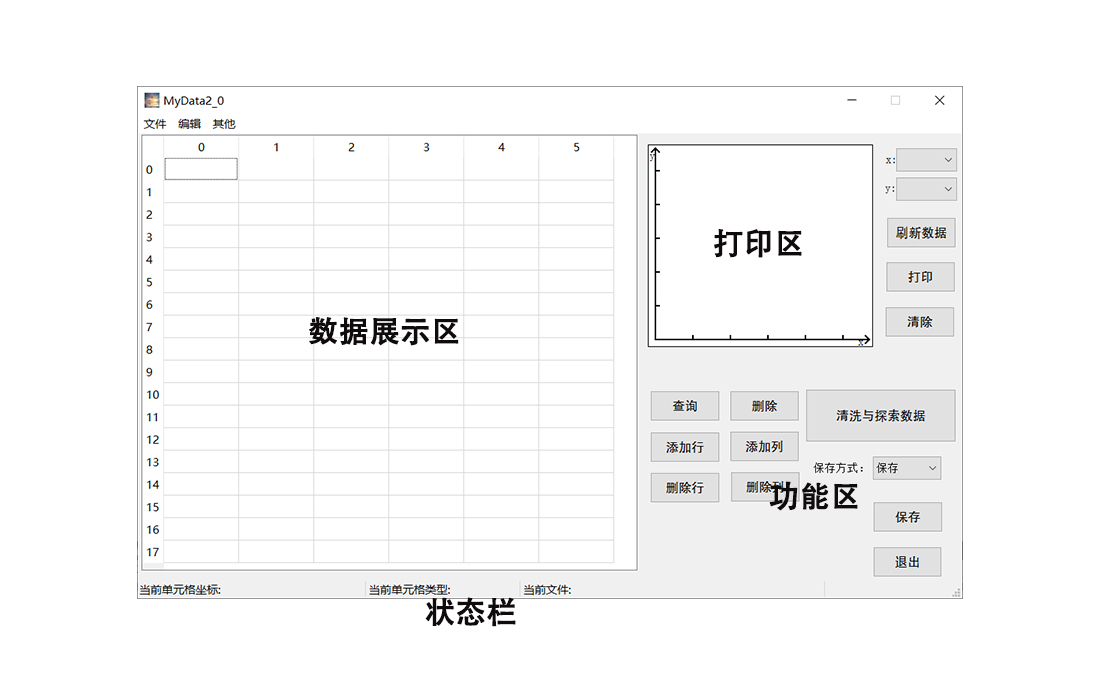 MyData2_0
文件 编辑 其他
0 1 2 3 4 5
0
1
2
3
4
5
6
7
8
9
10
11
12
13
14
15
16
17
数据展示区
y
x
打印区
x:
y:
刷新数据
打印
清除
查询 删除 清洗与探索数据
添加行 添加列
保存方式: 保存
删除行 删除列
功能区
保存
退出
当前单元格坐标: 当前单元格类型: 当前文件:
状态栏